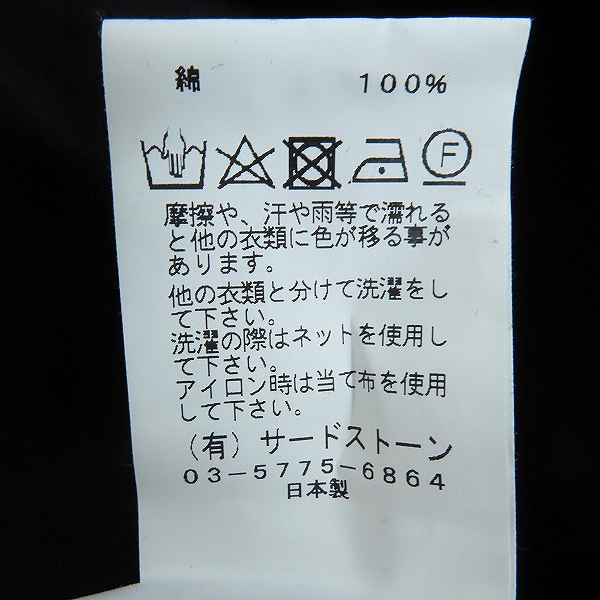 綿 100%
F
摩擦や、汗や雨等で濡れる
と他の衣類に色が移る事が
あります。
他の衣類と分けて洗濯をし
て下さい。
洗濯の際はネットを使用し
て下さい。
アイロン時は当て布を使用
して下さい。
(有)サードストーン
03-5775-6864
日本製